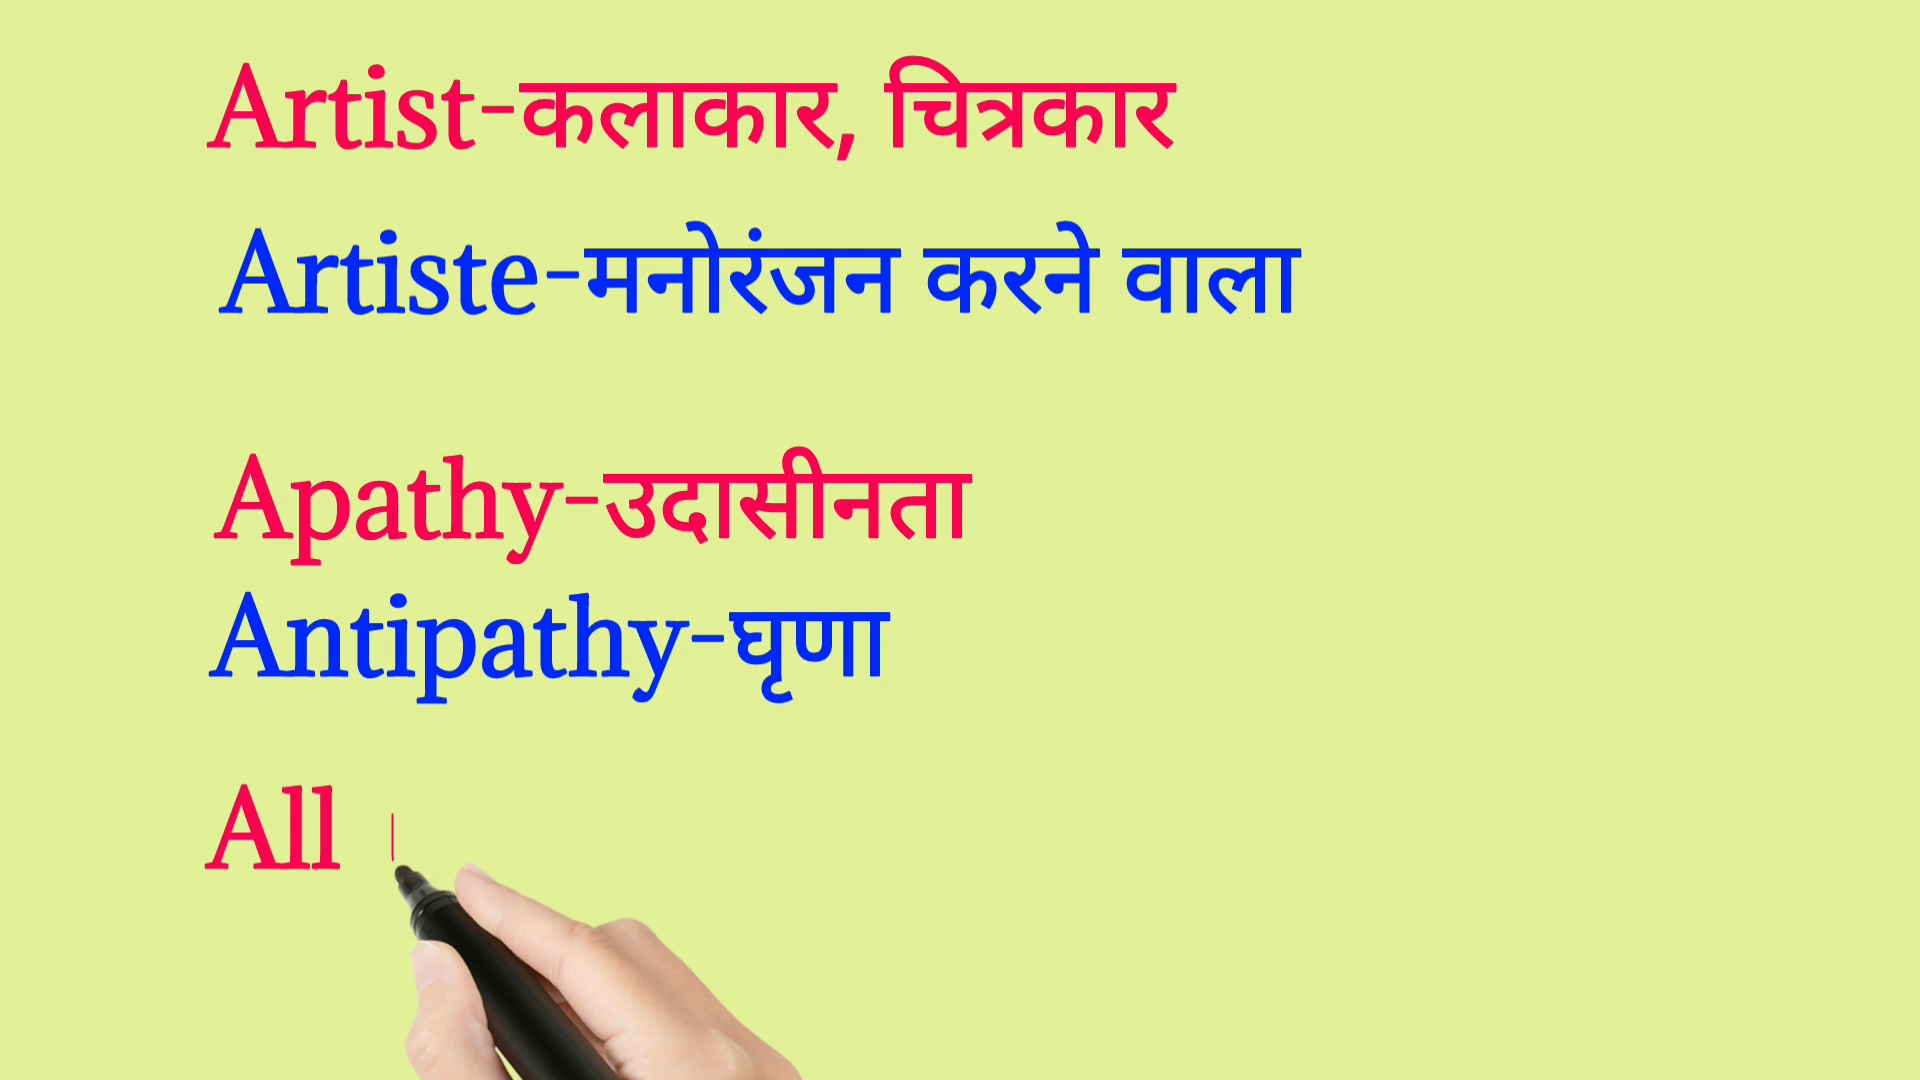 Artist-कलाकार, चित्रकार
Artiste-मनोरंजन करने वाला
Apathy-उदासीनता
Antipathy-घृणा
All